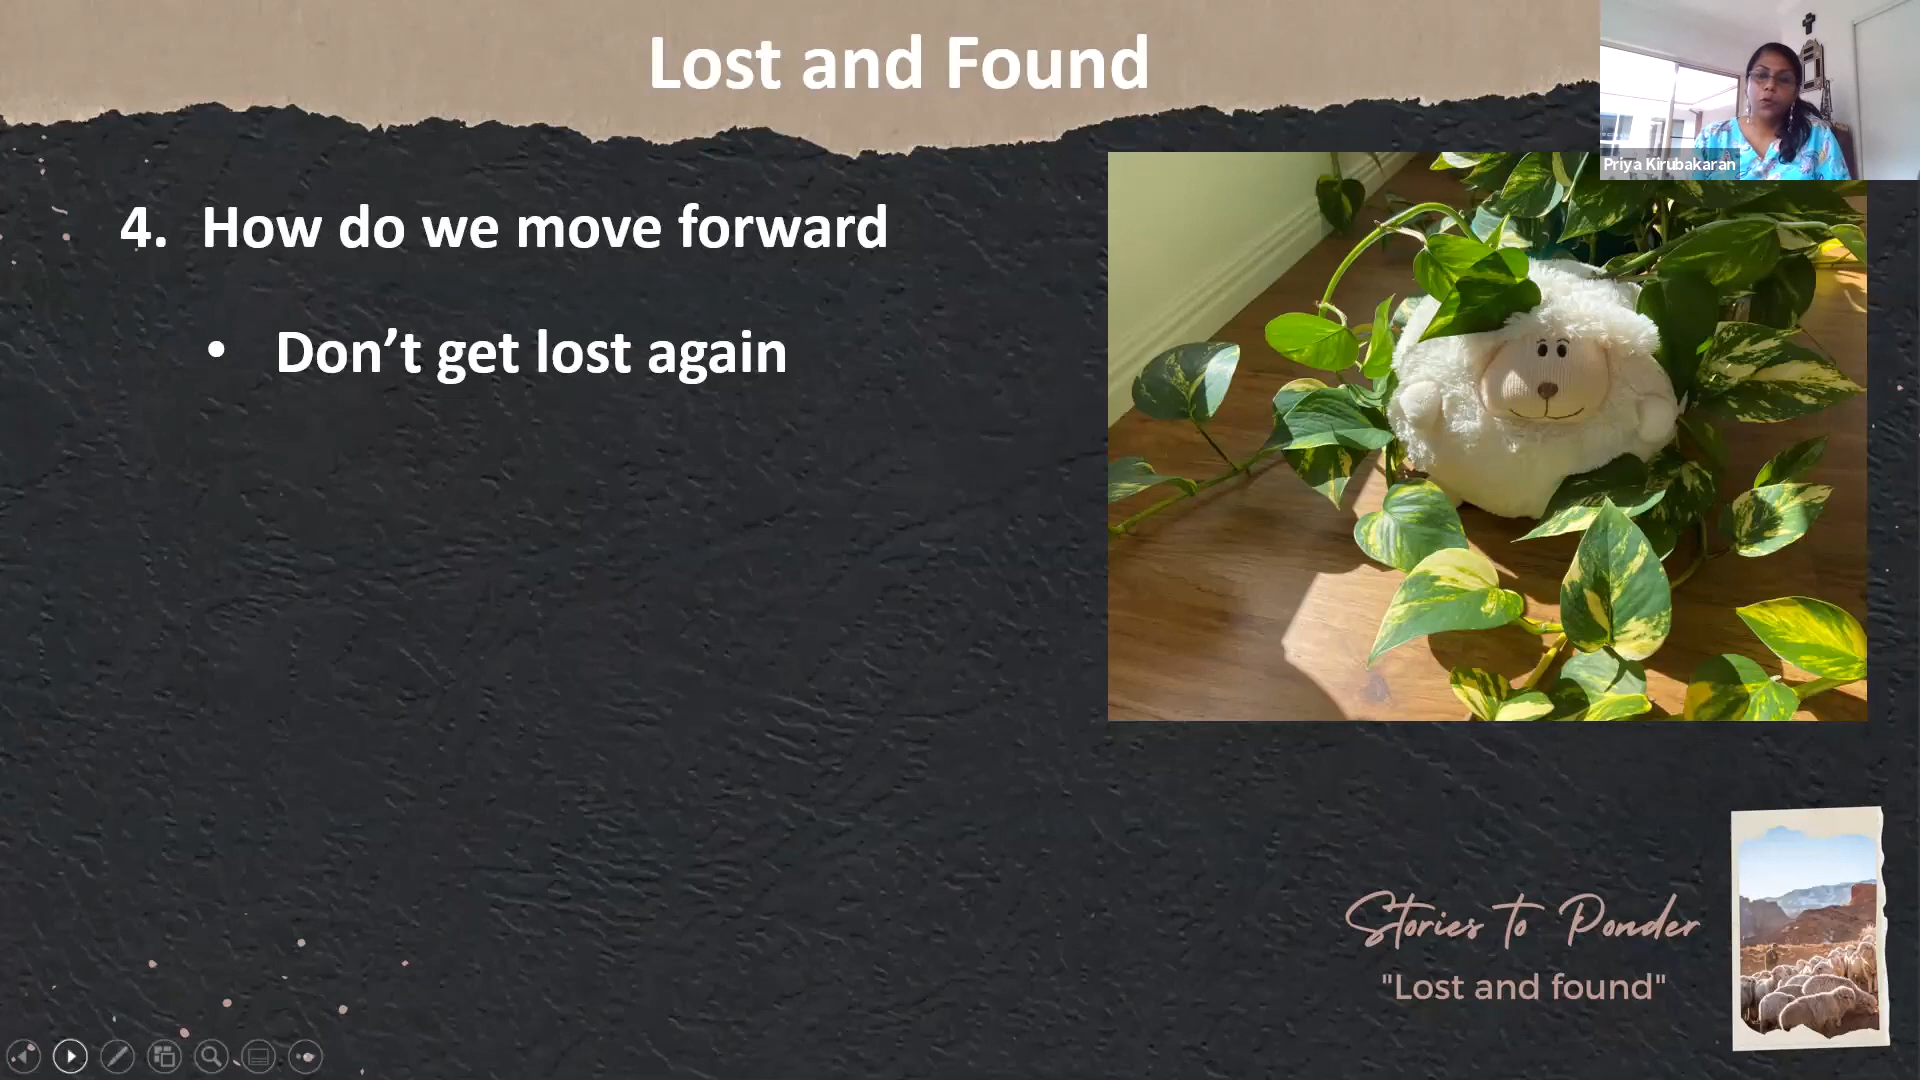 Lost and Found
Priya Kirubakaran
4. How do we move forward
• Don’t get lost again
Stories to Ponder
"Lost and found"